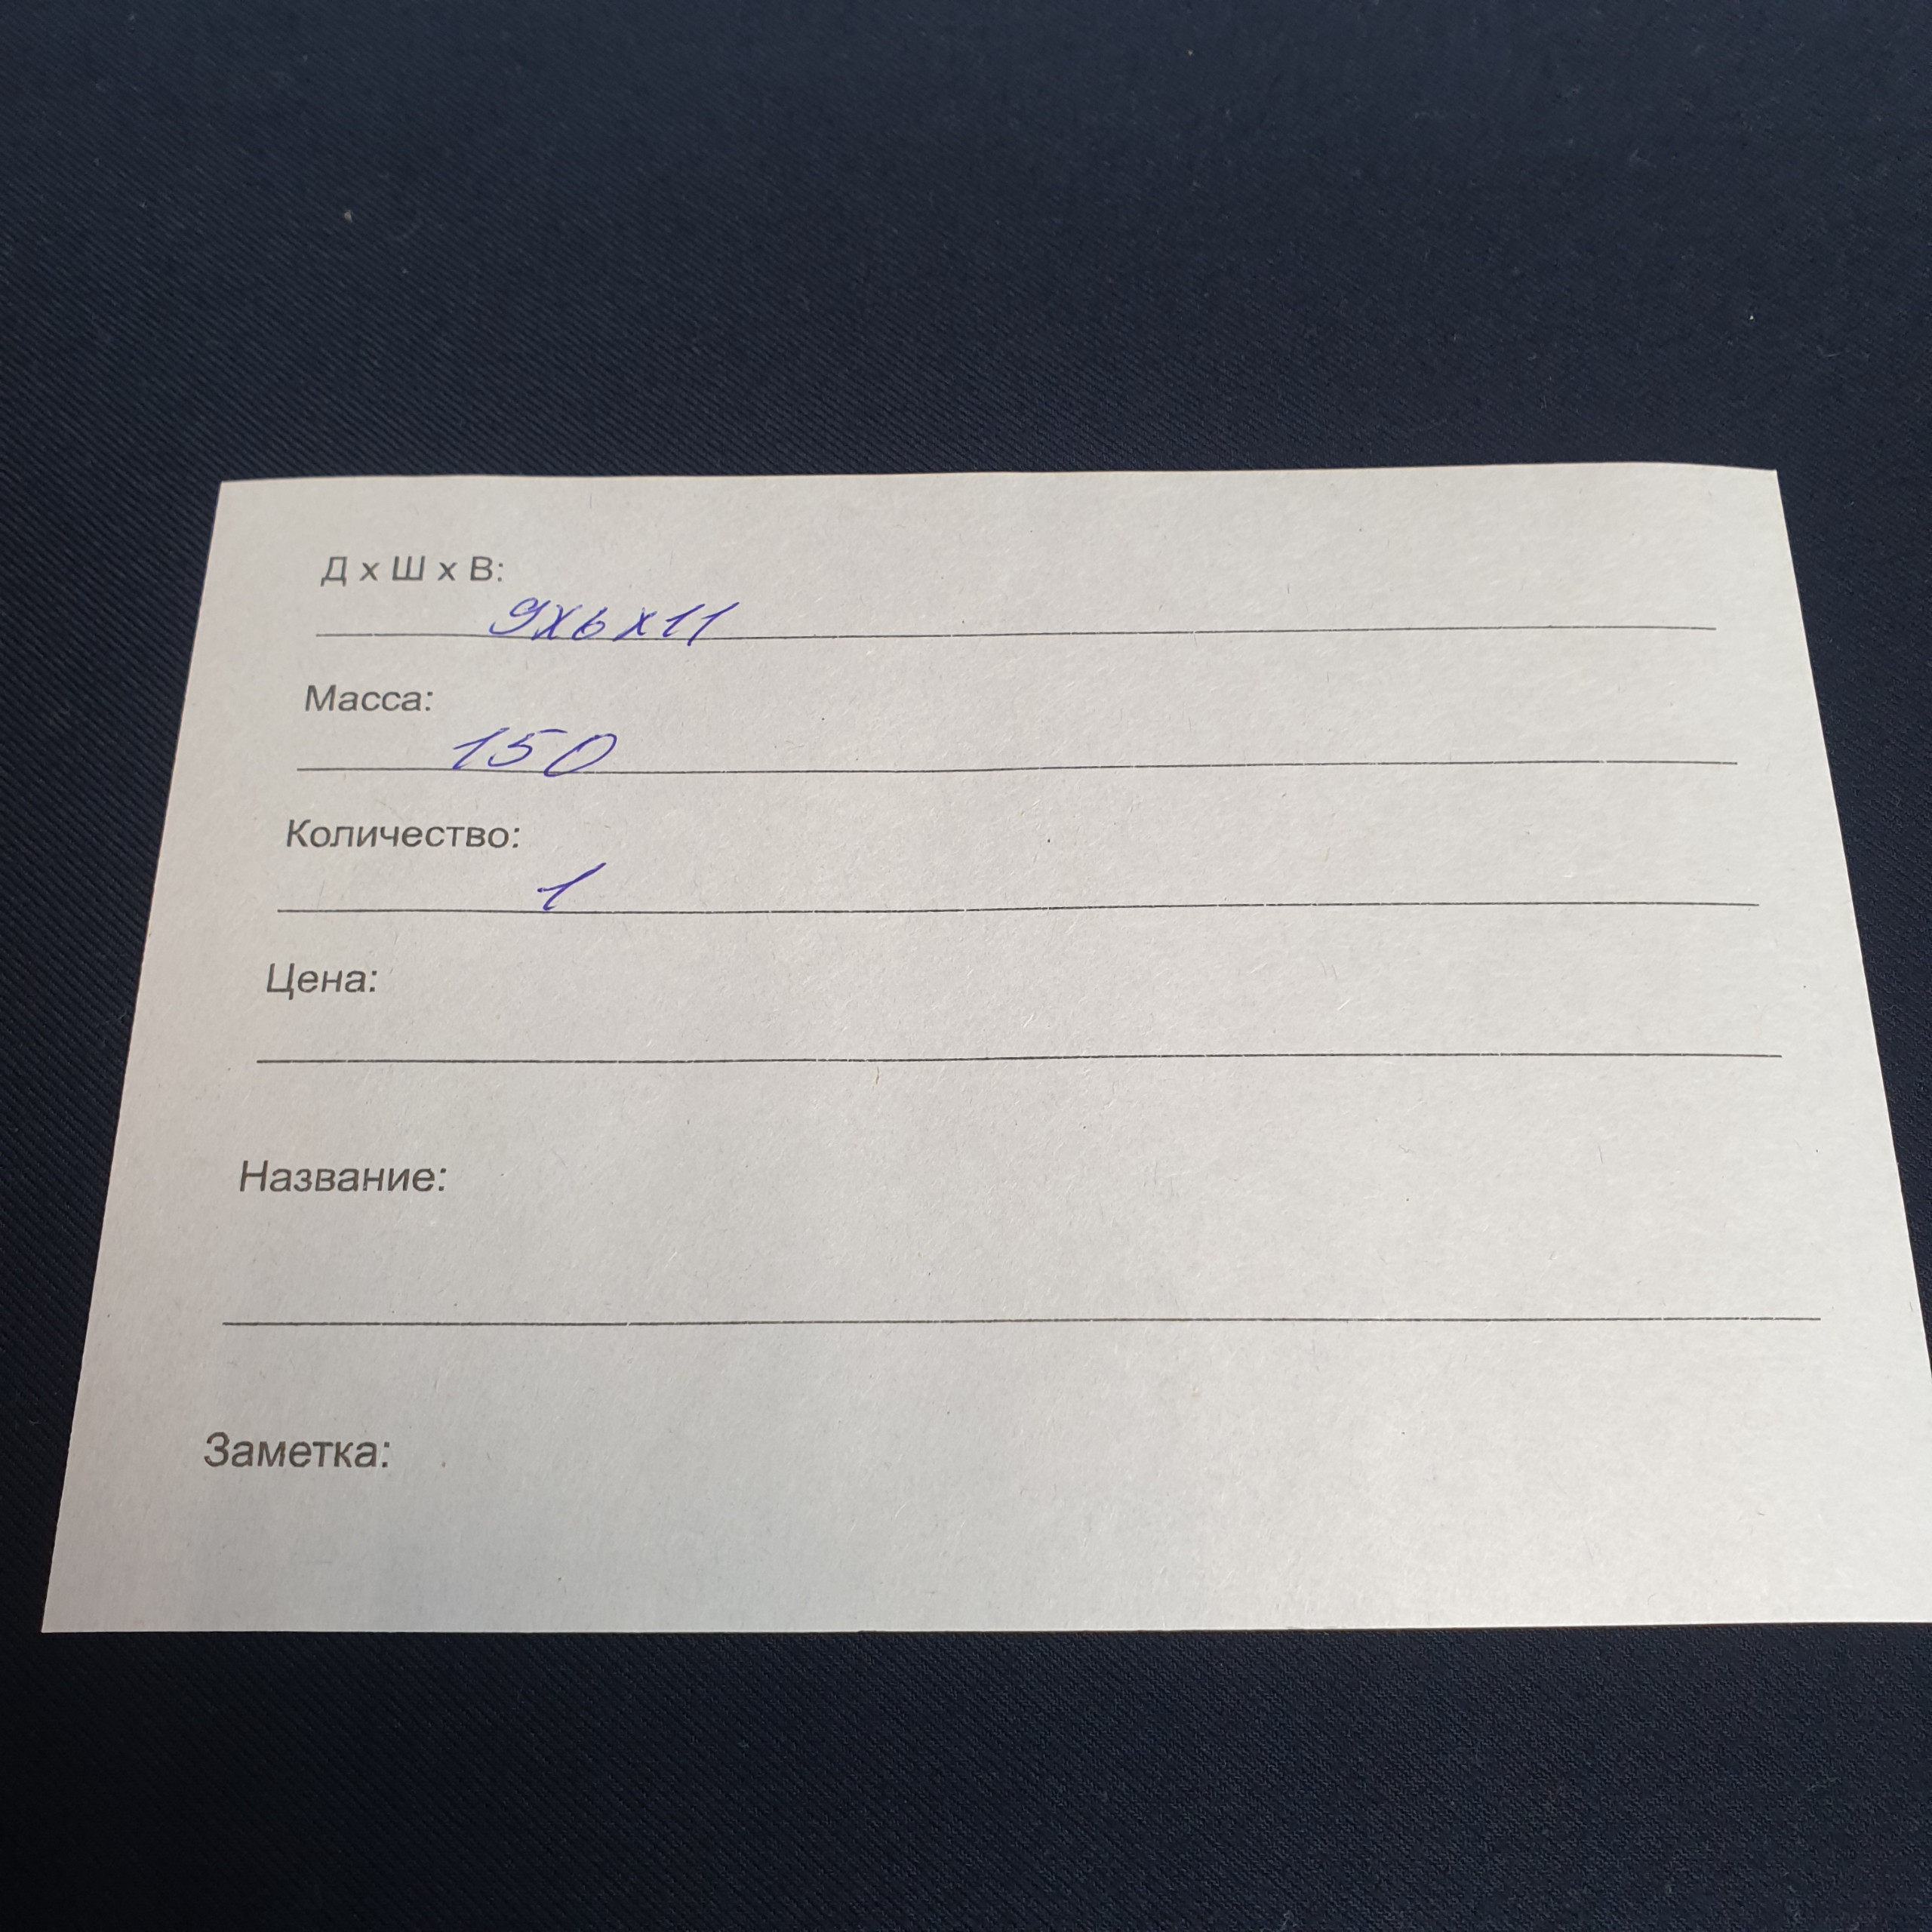 Д х Ш х В:
9х6х11
Масса:
150
Количество:
1
Цена:
Название:
Заметка: